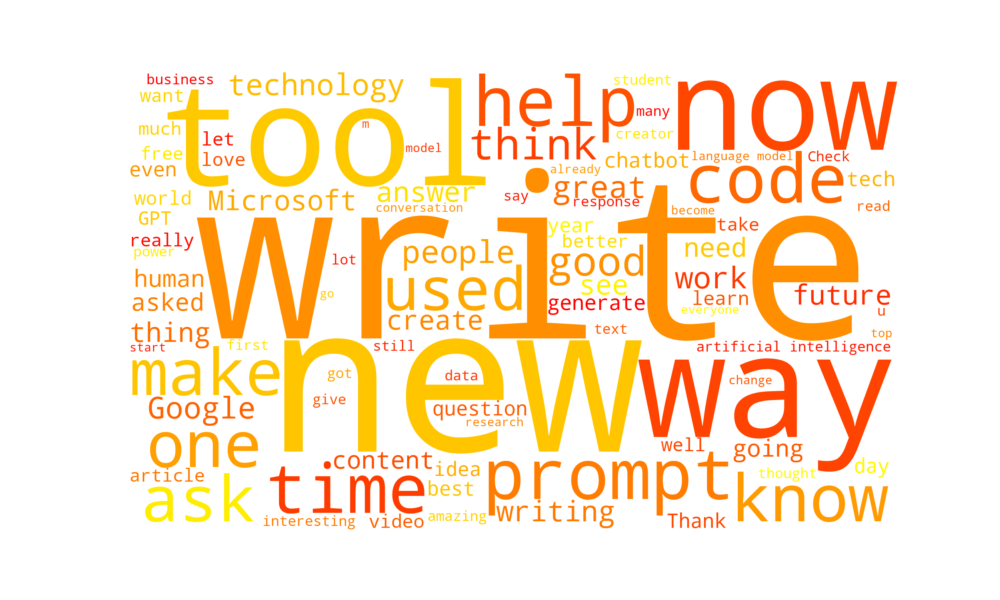 business
technology
tool
help
student
now
want
m
many
much
let
think
creator
free
love
model
chatbot
language model
Check
even
already
great
code
tech
world
Microsoft
answer
say
response
read
GPT
conversation
become
write
year
take
really
people
better
need
power
lot
good
human
used
see
work
future
go
generate
learn
asked
everyone
u
create
thing
text
top
start
first
still
artificial intelligence
new
way
make
got
data
change
Google
give
question
research
one
well
going
content
idea
article
time
prompt
thought
day
ask
best
know
interesting
video
amazing
writing
Thank